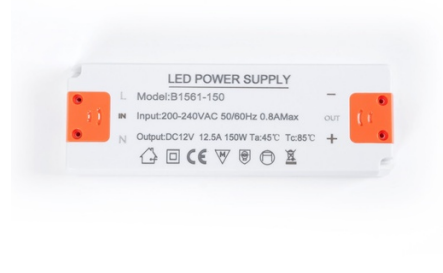 LED POWER SUPPLY
L Model:B1561-150 −
IN Input:200-240VAC 50/60Hz 0.8AMax OUT
N Output:DC12V 12.5A 150W Ta:45℃ Tc:85℃ +
CE M